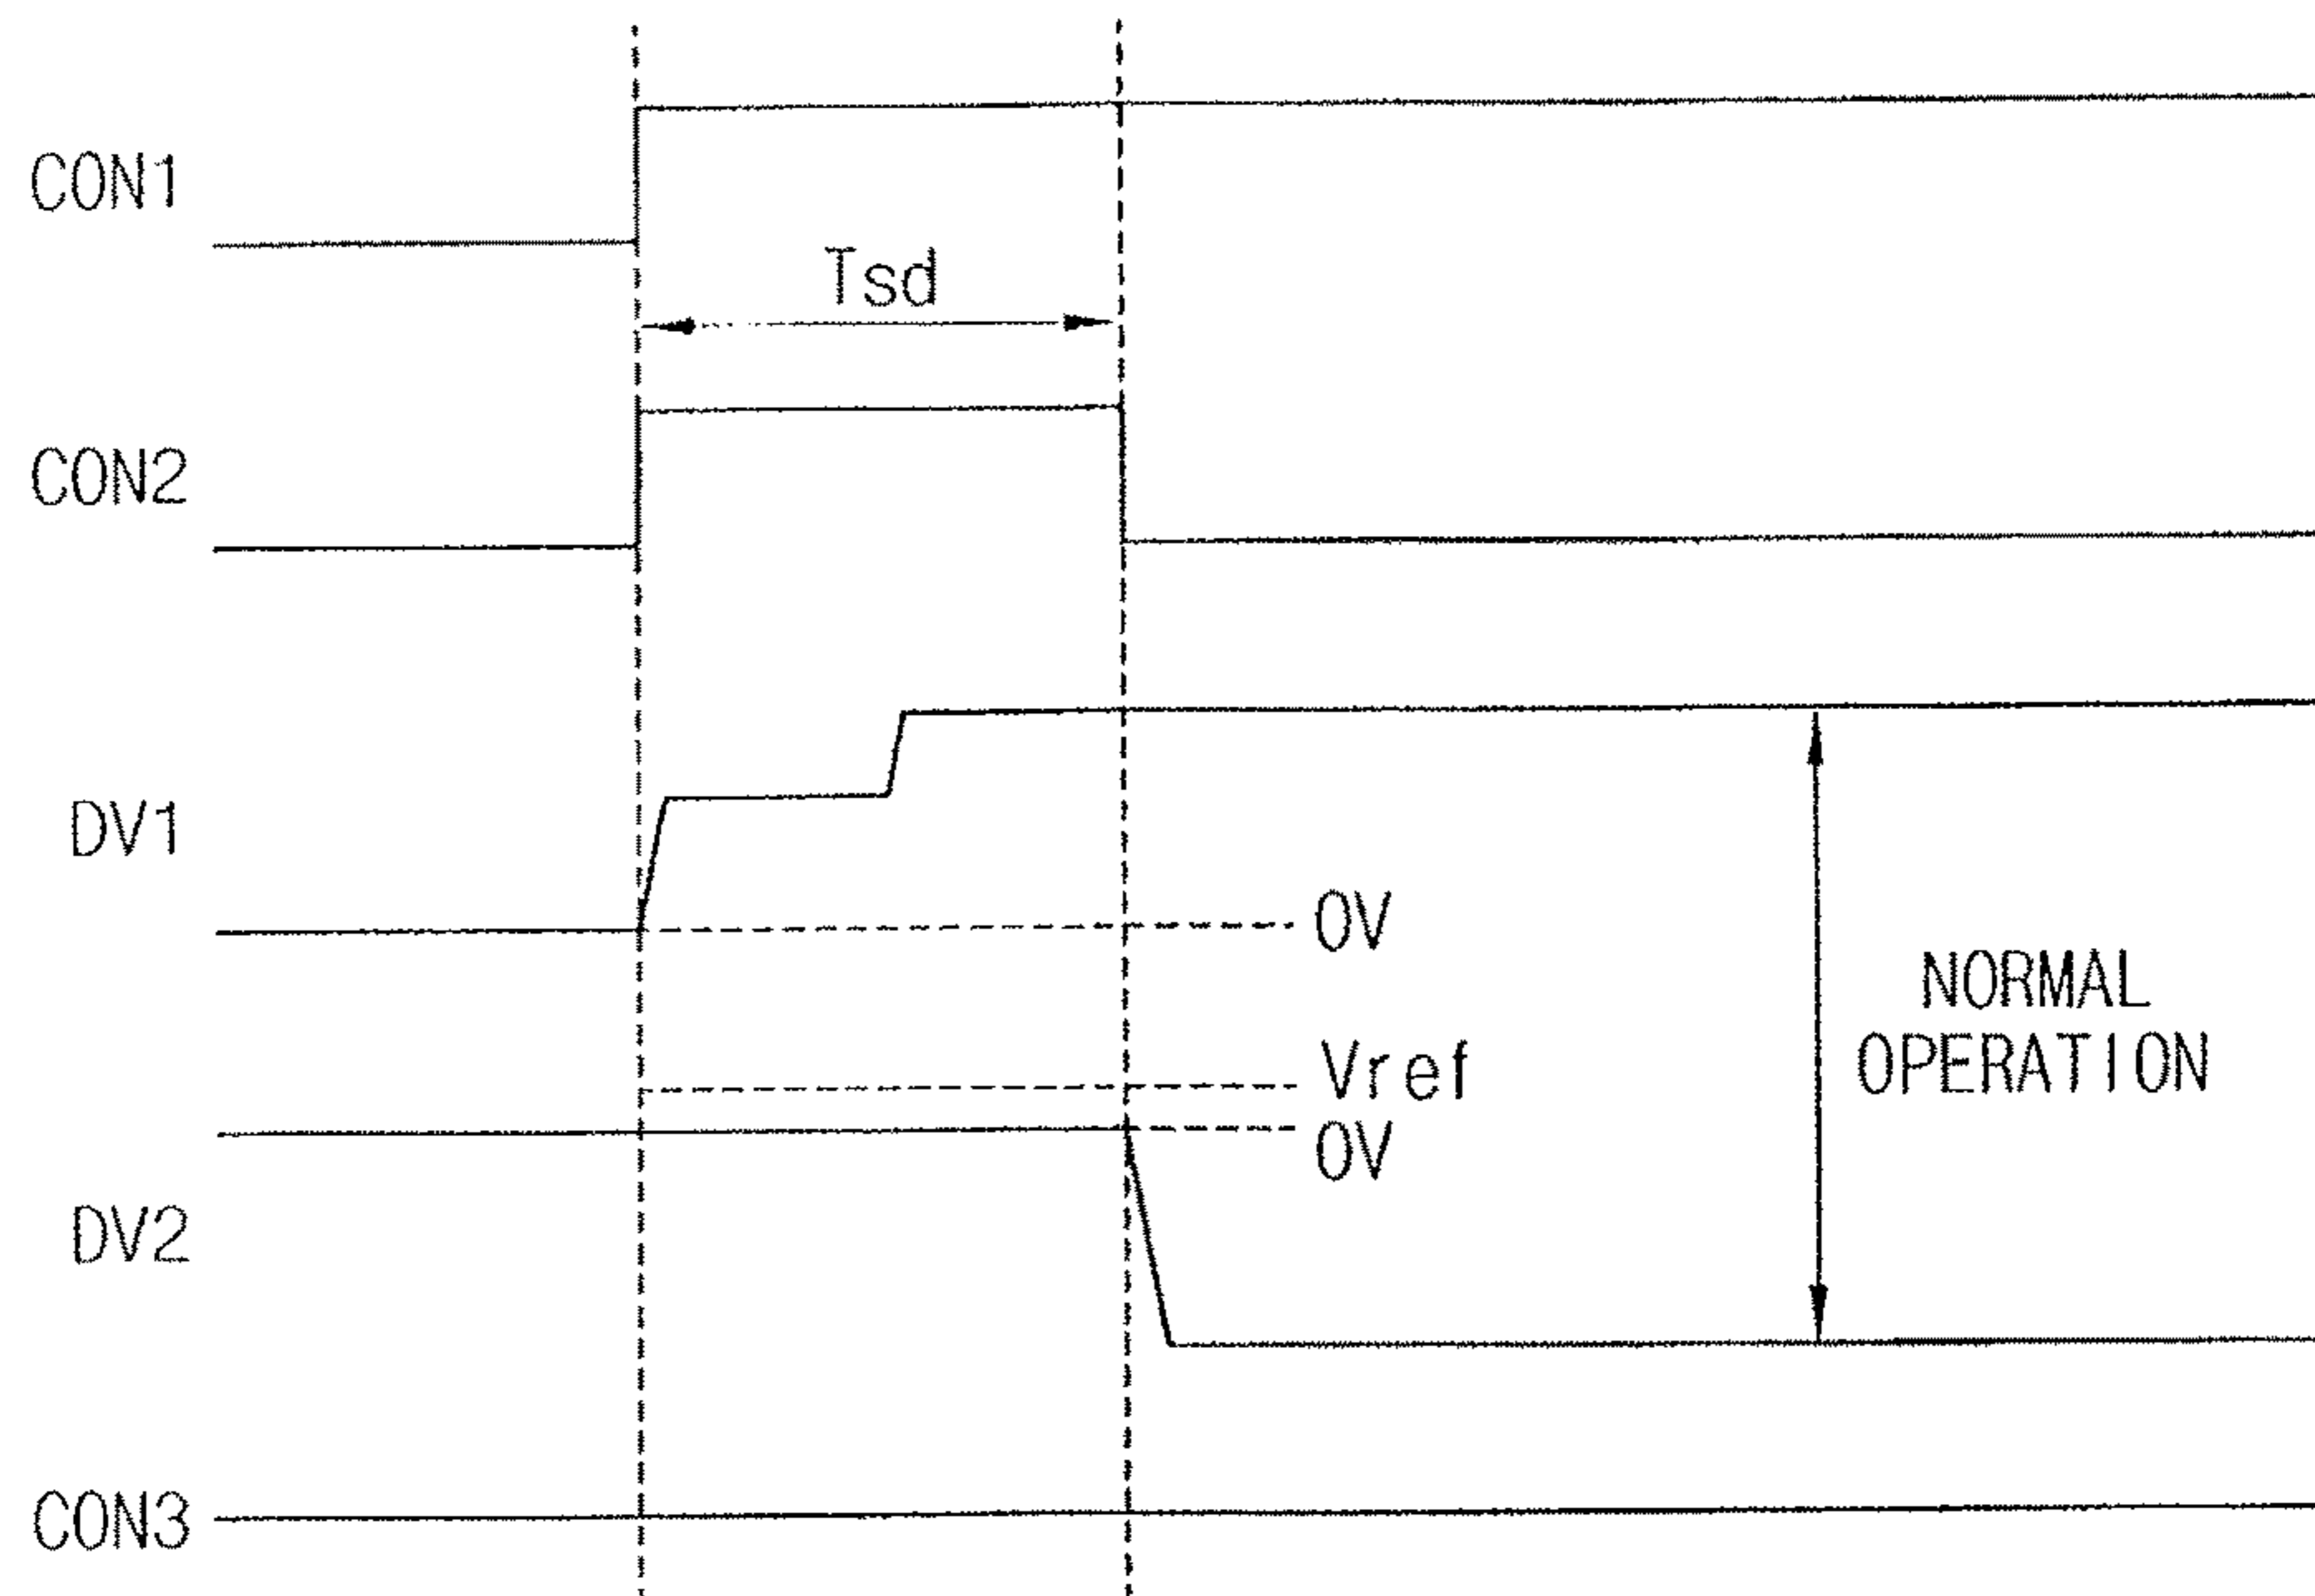 CON1
Tsd
CON2
DV1
0V
NORMAL
OPERATION
Vref
0V
DV2
CON3